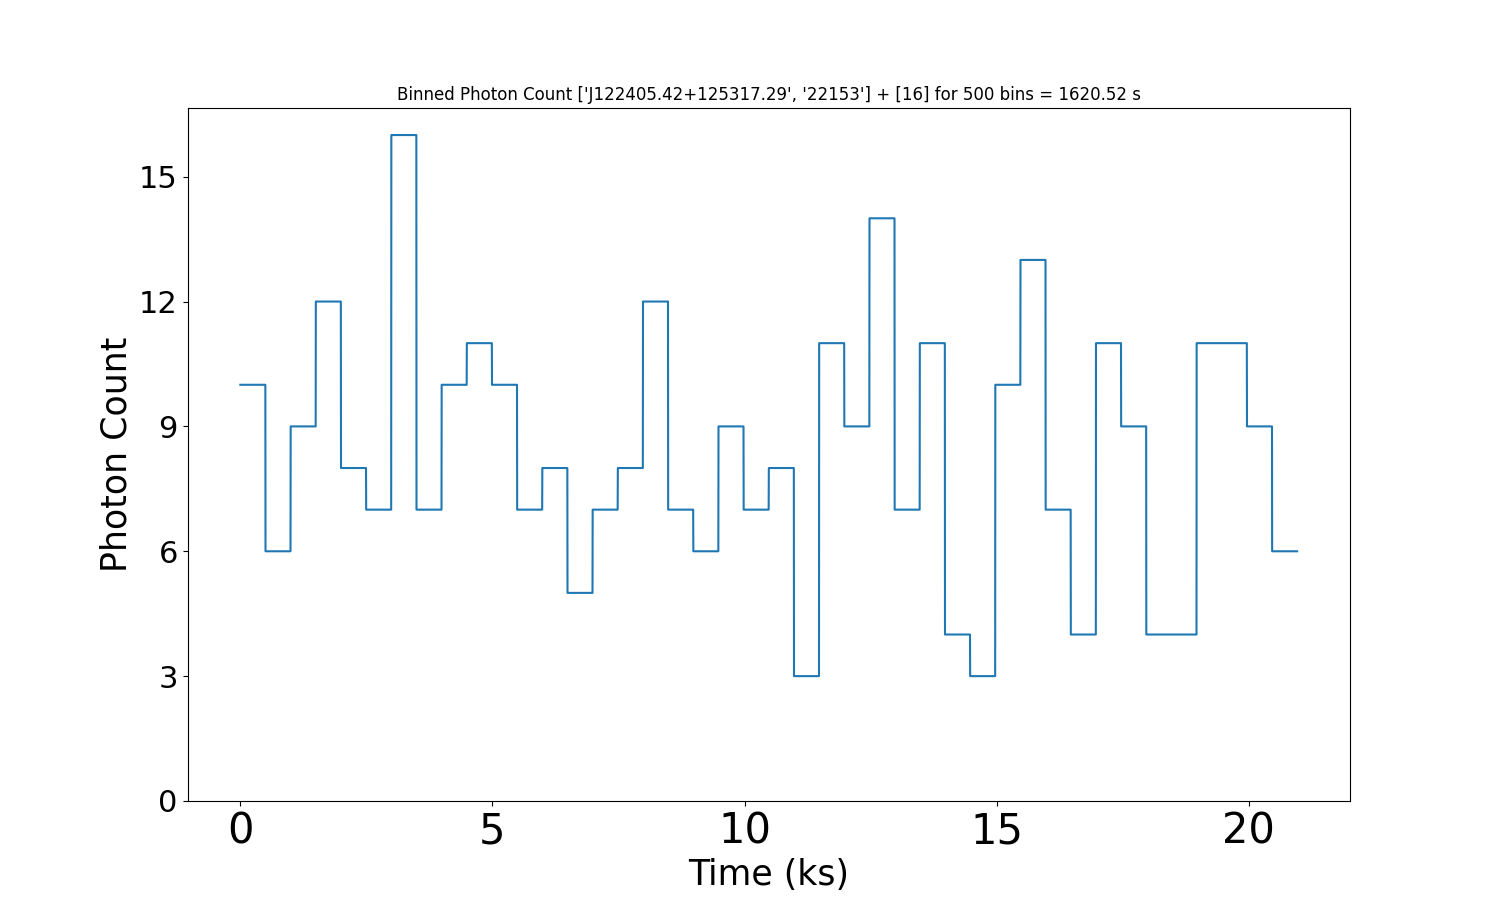 Binned Photon Count ['J122405.42+125317.29', '22153'] + [16] for 500 bins = 1620.52 s
Photon Count
15
12
9
6
3
0
0 5 10 15 20
Time (ks)